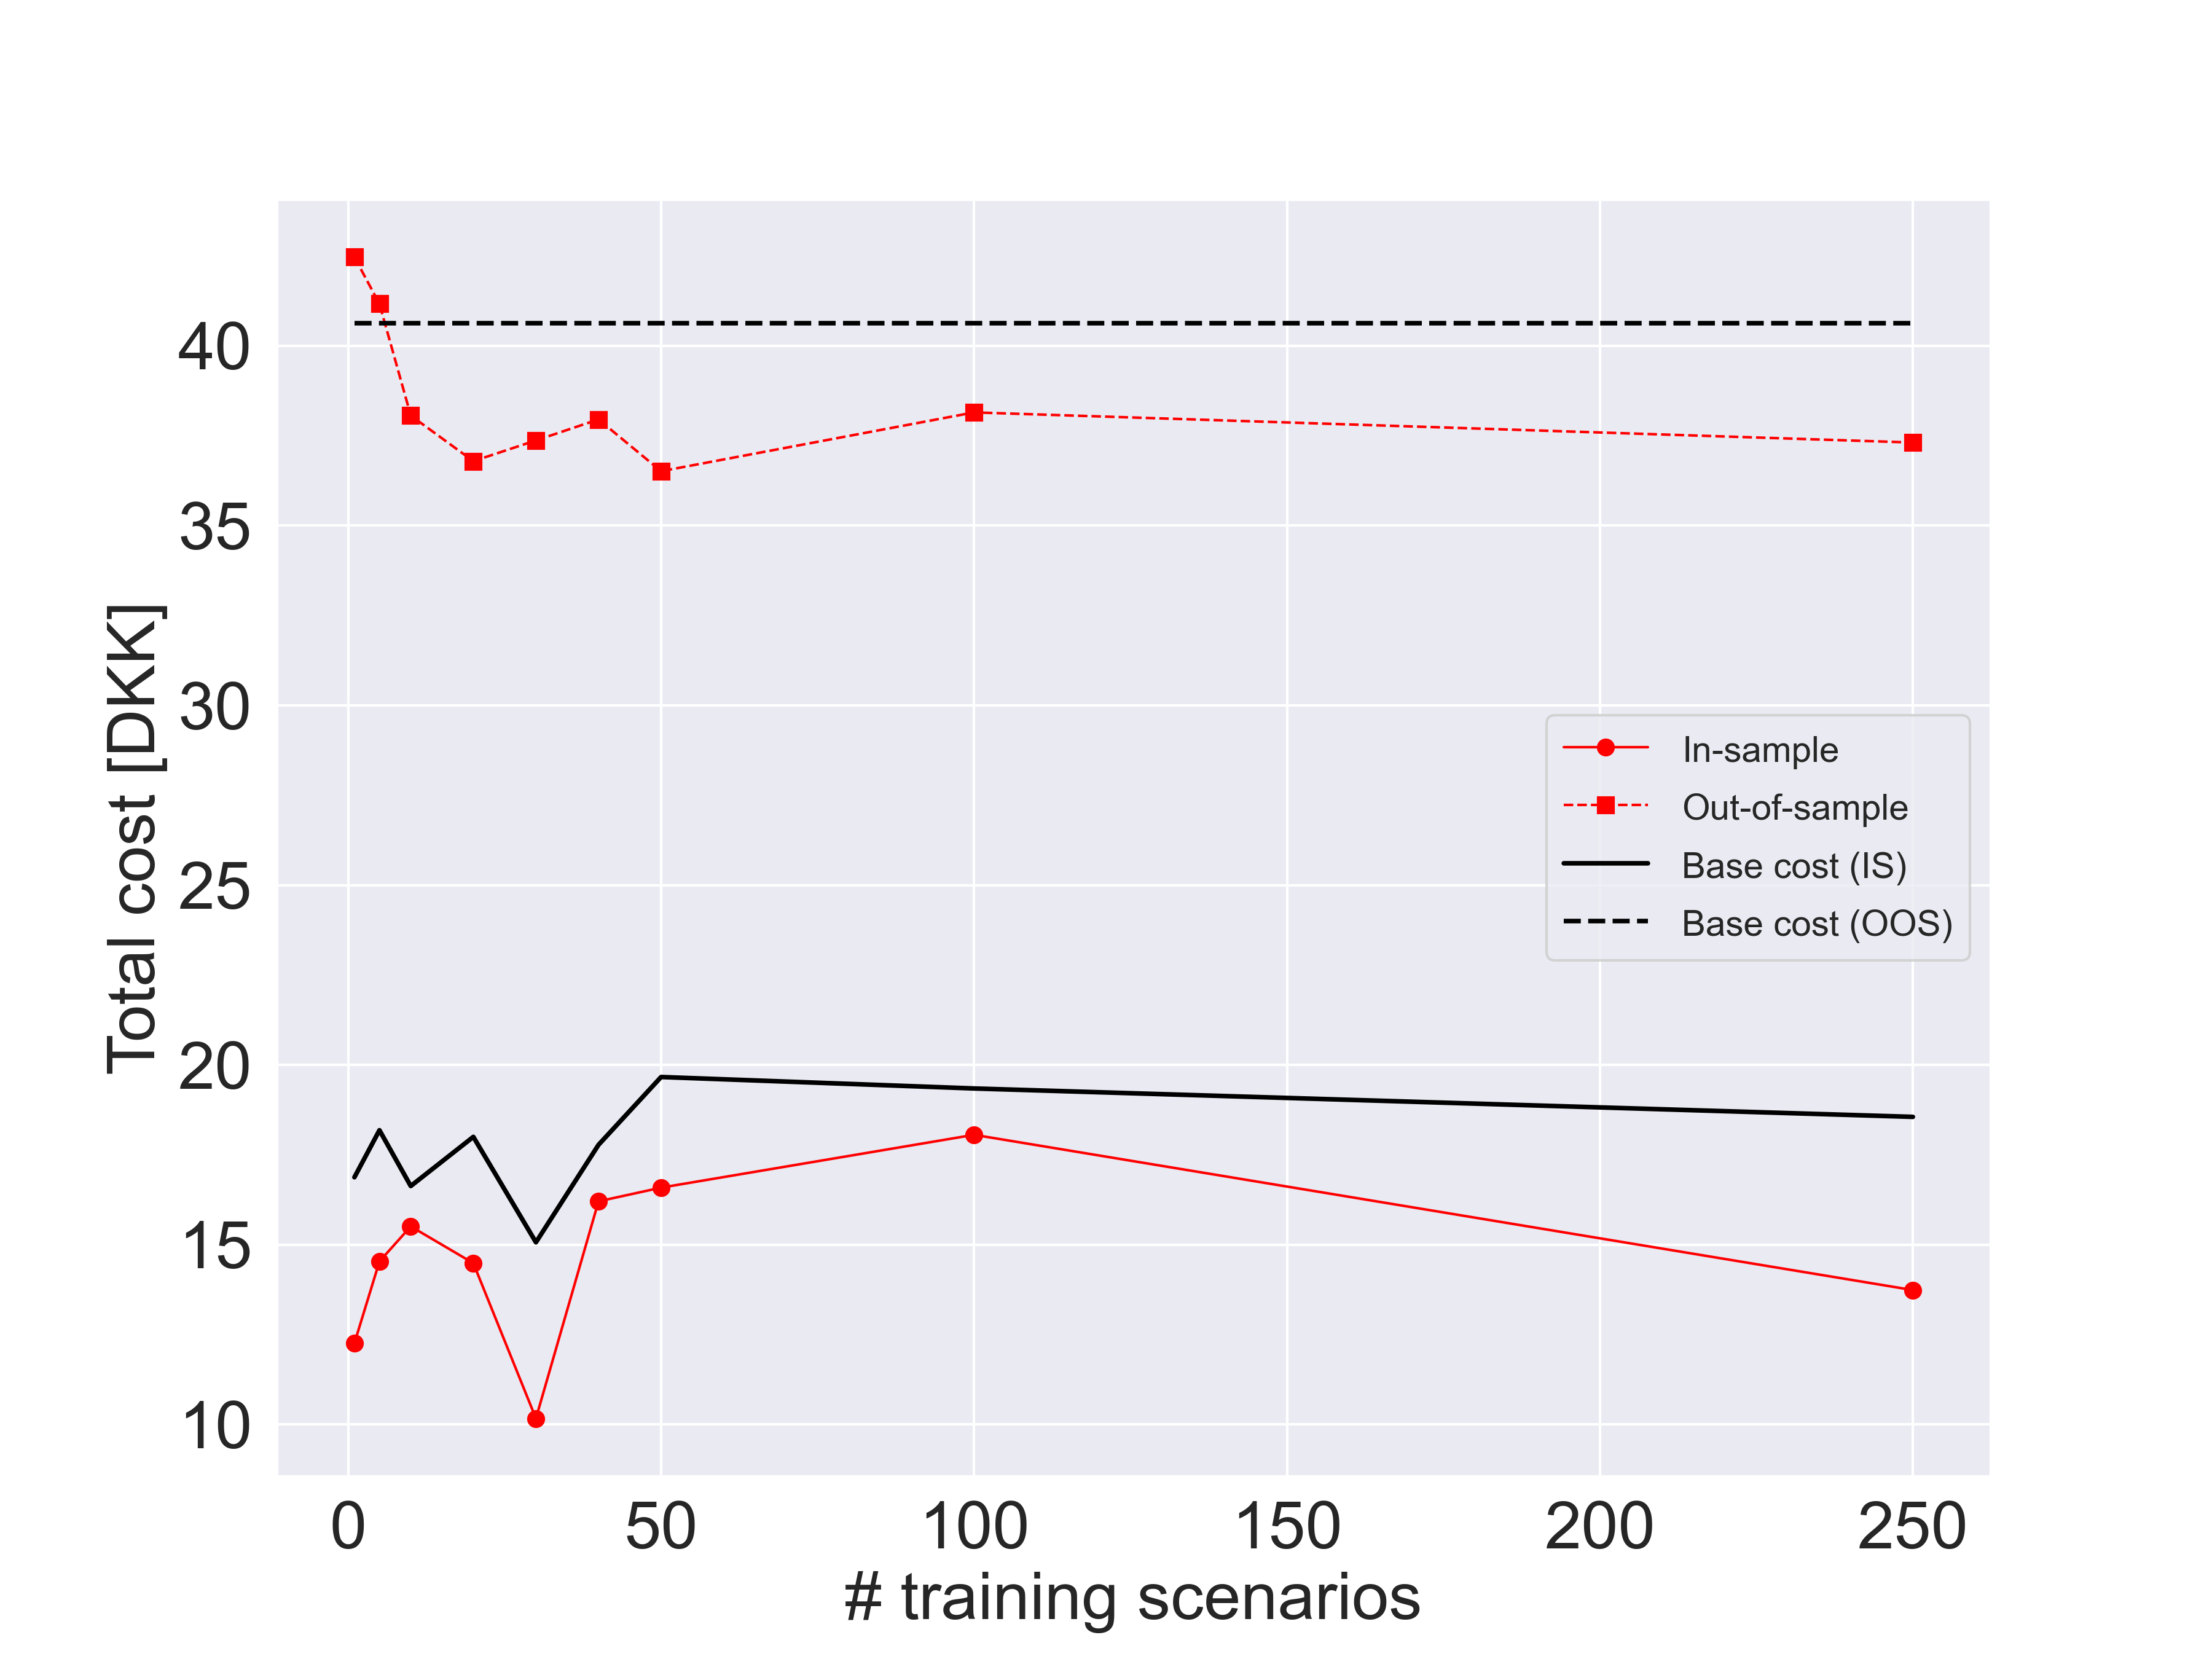 Total cost [DKK]
40
35
30
25
20
15
10
In-sample
Out-of-sample
Base cost (IS)
Base cost (OOS)
0 50 100 150 200 250
# training scenarios